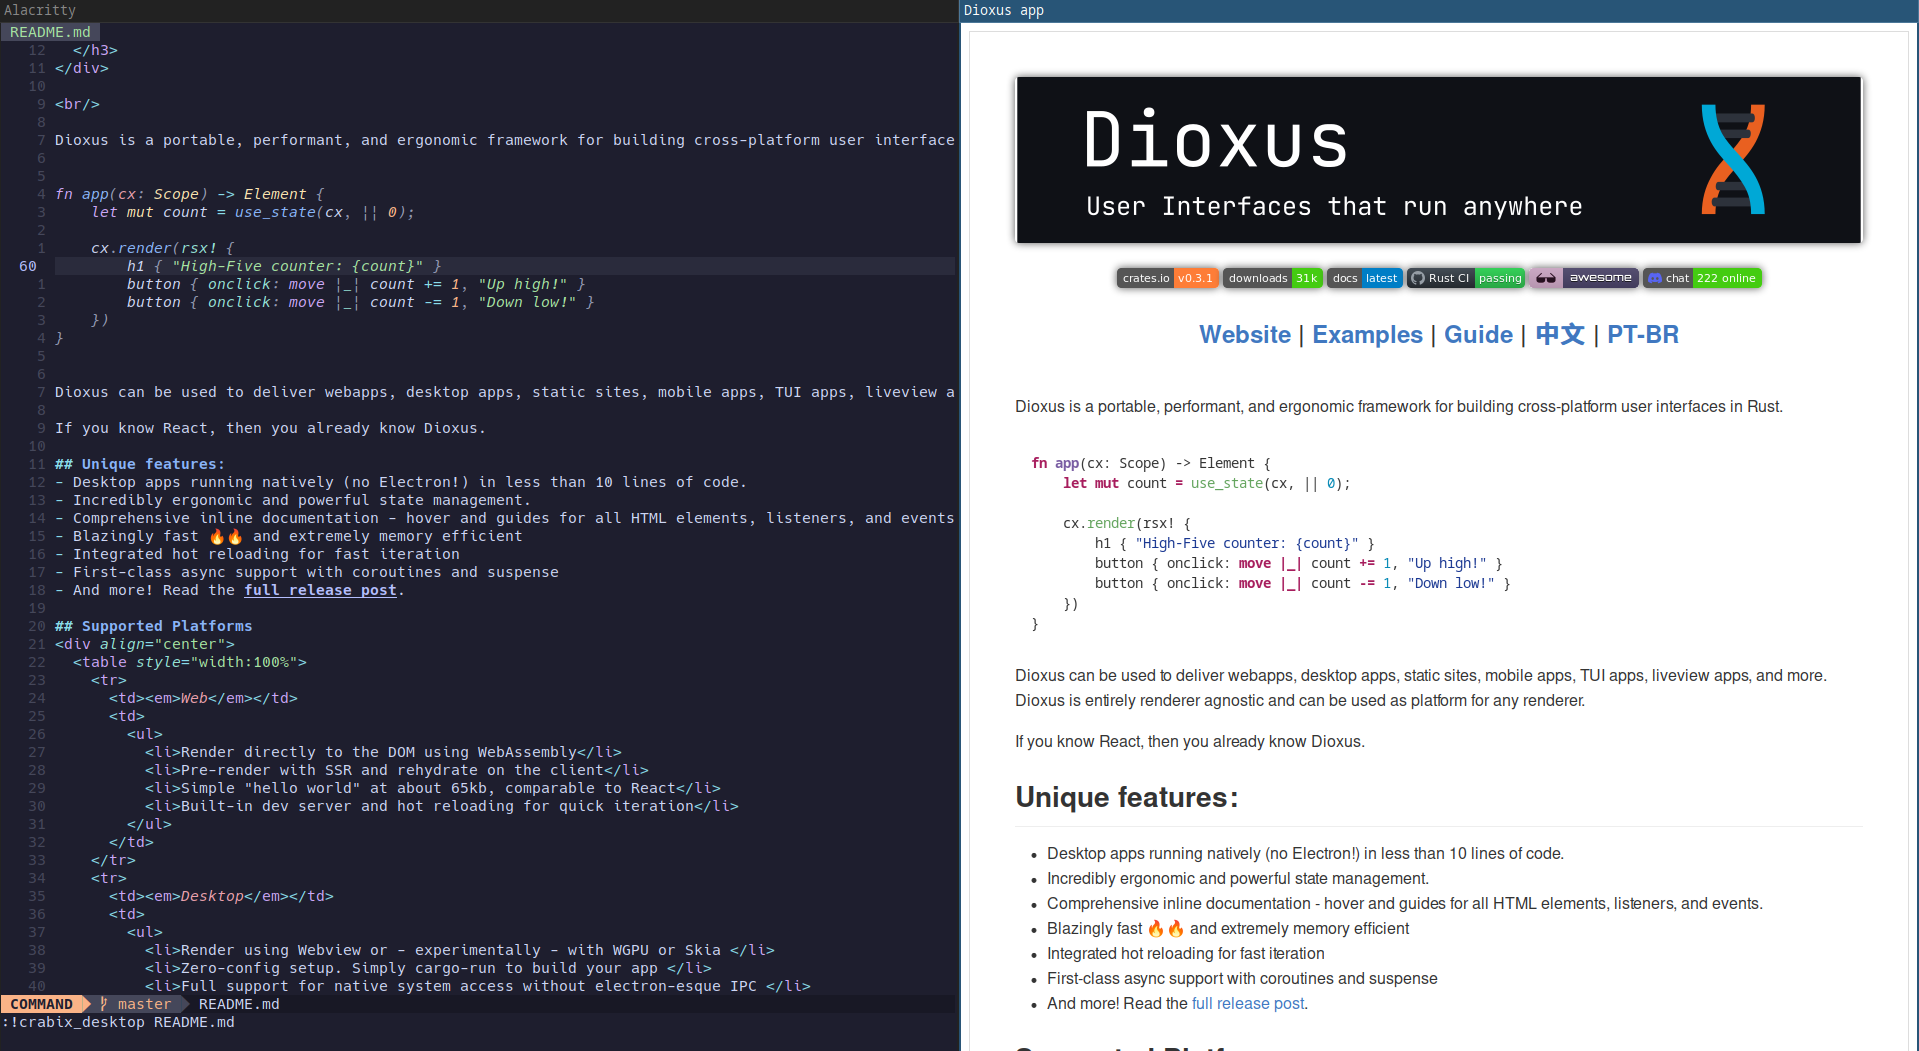 Alacritty
README.md
12   </h3>
11 </div>
10
9 <br/>
8
7 Dioxus is a portable, performant, and ergonomic framework for building cross-platform user interface
6
5
4 fn app(cx: Scope) -> Element {
3     let mut count = use_state(cx, || 0);
2
1     cx.render(rsx! {
60         h1 { "High-Five counter: {count}" }
1         button { onclick: move |_| count += 1, "Up high!" }
2         button { onclick: move |_| count -= 1, "Down low!" }
3     })
4 }
5
6
7 Dioxus can be used to deliver webapps, desktop apps, static sites, mobile apps, TUI apps, liveview a
8
9 If you know React, then you already know Dioxus.
10
11 ## Unique features:
12 - Desktop apps running natively (no Electron!) in less than 10 lines of code.
13 - Incredibly ergonomic and powerful state management.
14 - Comprehensive inline documentation - hover and guides for all HTML elements, listeners, and events
15 - Blazingly fast 🔥🔥 and extremely memory efficient
16 - Integrated hot reloading for fast iteration
17 - First-class async support with coroutines and suspense
18 - And more! Read the full release post.
19
20 ## Supported Platforms
21 <div align="center">
22   <table style="width:100%">
23     <tr>
24       <td><em>Web</em></td>
25       <td>
26         <ul>
27           <li>Render directly to the DOM using WebAssembly</li>
28           <li>Pre-render with SSR and rehydrate on the client</li>
29           <li>Simple "hello world" at about 65kb, comparable to React</li>
30           <li>Built-in dev server and hot reloading for quick iteration</li>
31         </ul>
32       </td>
33     </tr>
34     <tr>
35       <td><em>Desktop</em></td>
36       <td>
37         <ul>
38           <li>Render using Webview or - experimentally - with WGPU or Skia </li>
39           <li>Zero-config setup. Simply cargo-run to build your app </li>
40           <li>Full support for native system access without electron-esque IPC </li>
COMMAND master README.md
:!crabix_desktop README.md
Dioxus app
Dioxus
User Interfaces that run anywhere
crates.io v0.3.1 downloads 31k docs latest Rust CI passing awesome chat 222 online
Website | Examples | Guide | 中文 | PT-BR
Dioxus is a portable, performant, and ergonomic framework for building cross-platform user interfaces in Rust.
fn app(cx: Scope) -> Element {
    let mut count = use_state(cx, || 0);
    cx.render(rsx! {
        h1 { "High-Five counter: {count}" }
        button { onclick: move |_| count += 1, "Up high!" }
        button { onclick: move |_| count -= 1, "Down low!" }
    })
}
Dioxus can be used to deliver webapps, desktop apps, static sites, mobile apps, TUI apps, liveview apps, and more.
Dioxus is entirely renderer agnostic and can be used as platform for any renderer.
If you know React, then you already know Dioxus.
Unique features:
• Desktop apps running natively (no Electron!) in less than 10 lines of code.
• Incredibly ergonomic and powerful state management.
• Comprehensive inline documentation - hover and guides for all HTML elements, listeners, and events.
• Blazingly fast 🔥🔥 and extremely memory efficient
• Integrated hot reloading for fast iteration
• First-class async support with coroutines and suspense
• And more! Read the full release post.